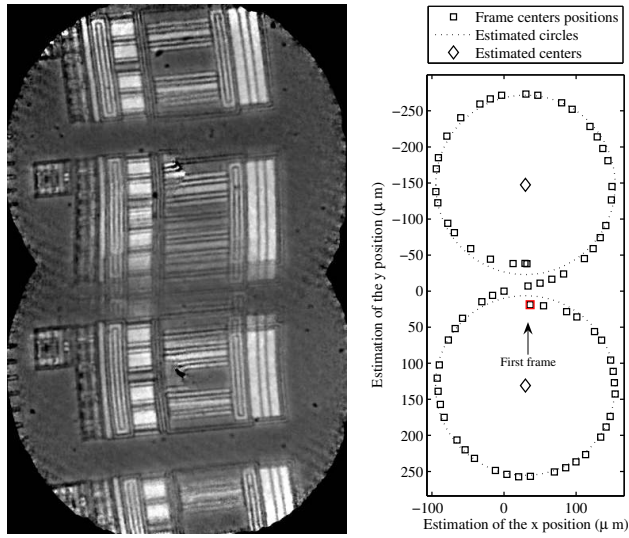 Frame centers positions
Estimated circles
Estimated centers
−250
−200
−150
−100
−50
0
50
100
150
200
250
Estimation of the y position (μ m)
First frame
−100
0
100
Estimation of the x position (μ m)